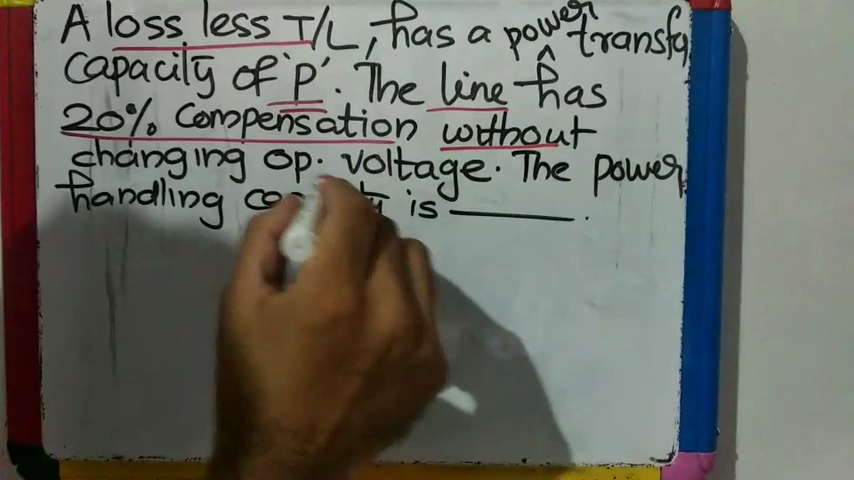 A loss less T/L, has a power transfe
capacity of 'P'. The line has
20% compensation without
changing op. voltage. The power
handling is ______.